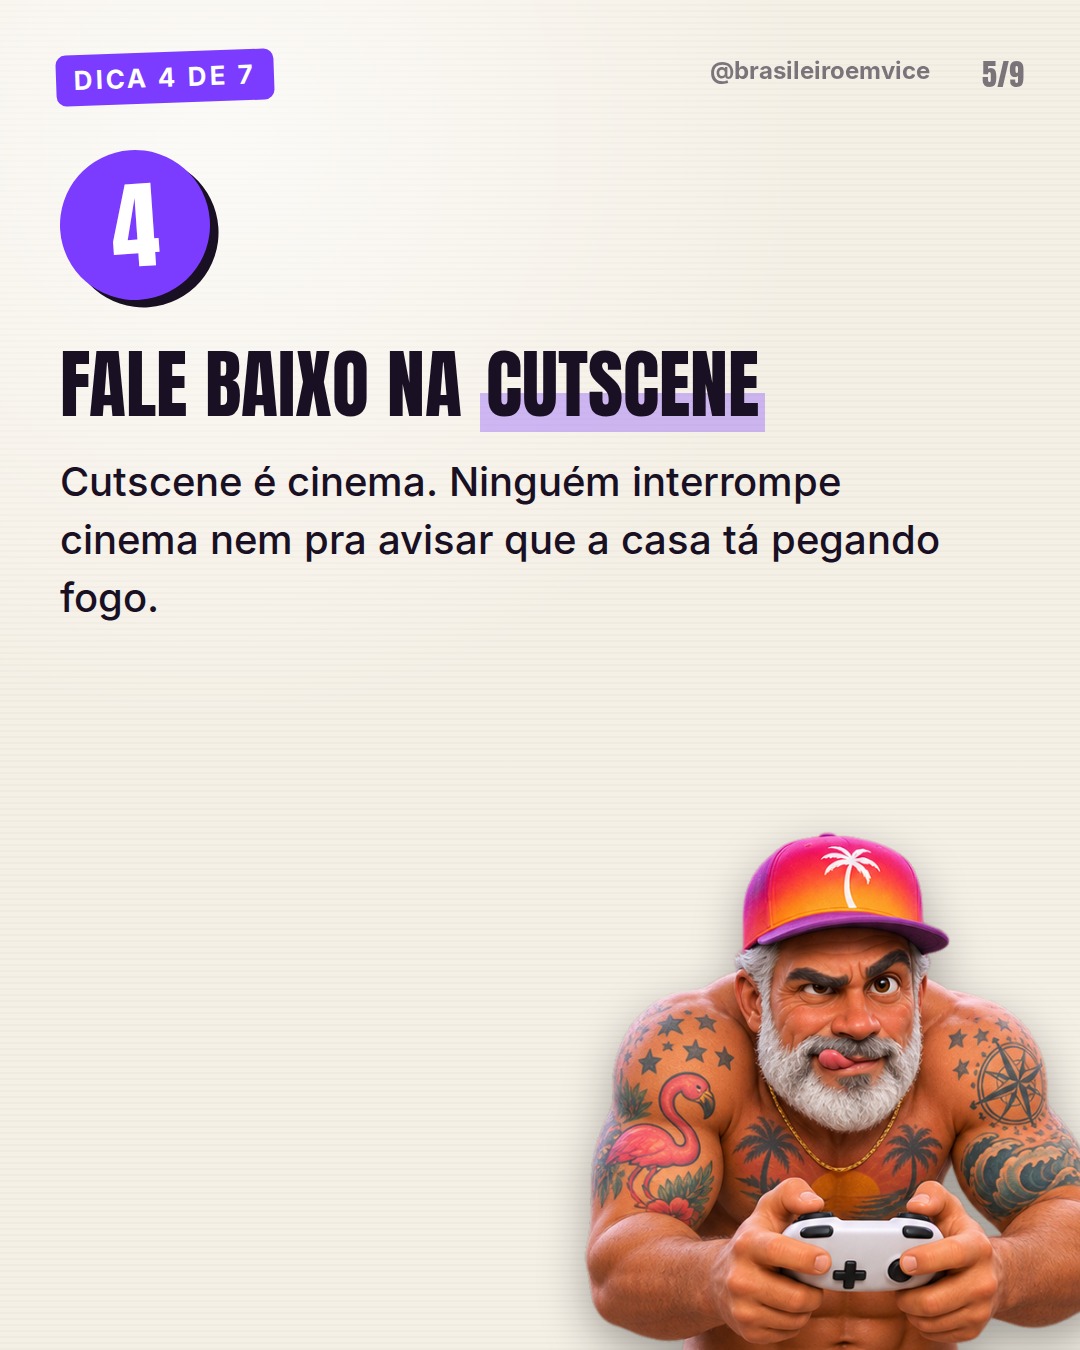 DICA 4 DE 7
@brasileiroemvice
5/9
4
FALE BAIXO NA CUTSCENE
Cutscene é cinema. Ninguém interrompe
cinema nem pra avisar que a casa tá pegando
fogo.